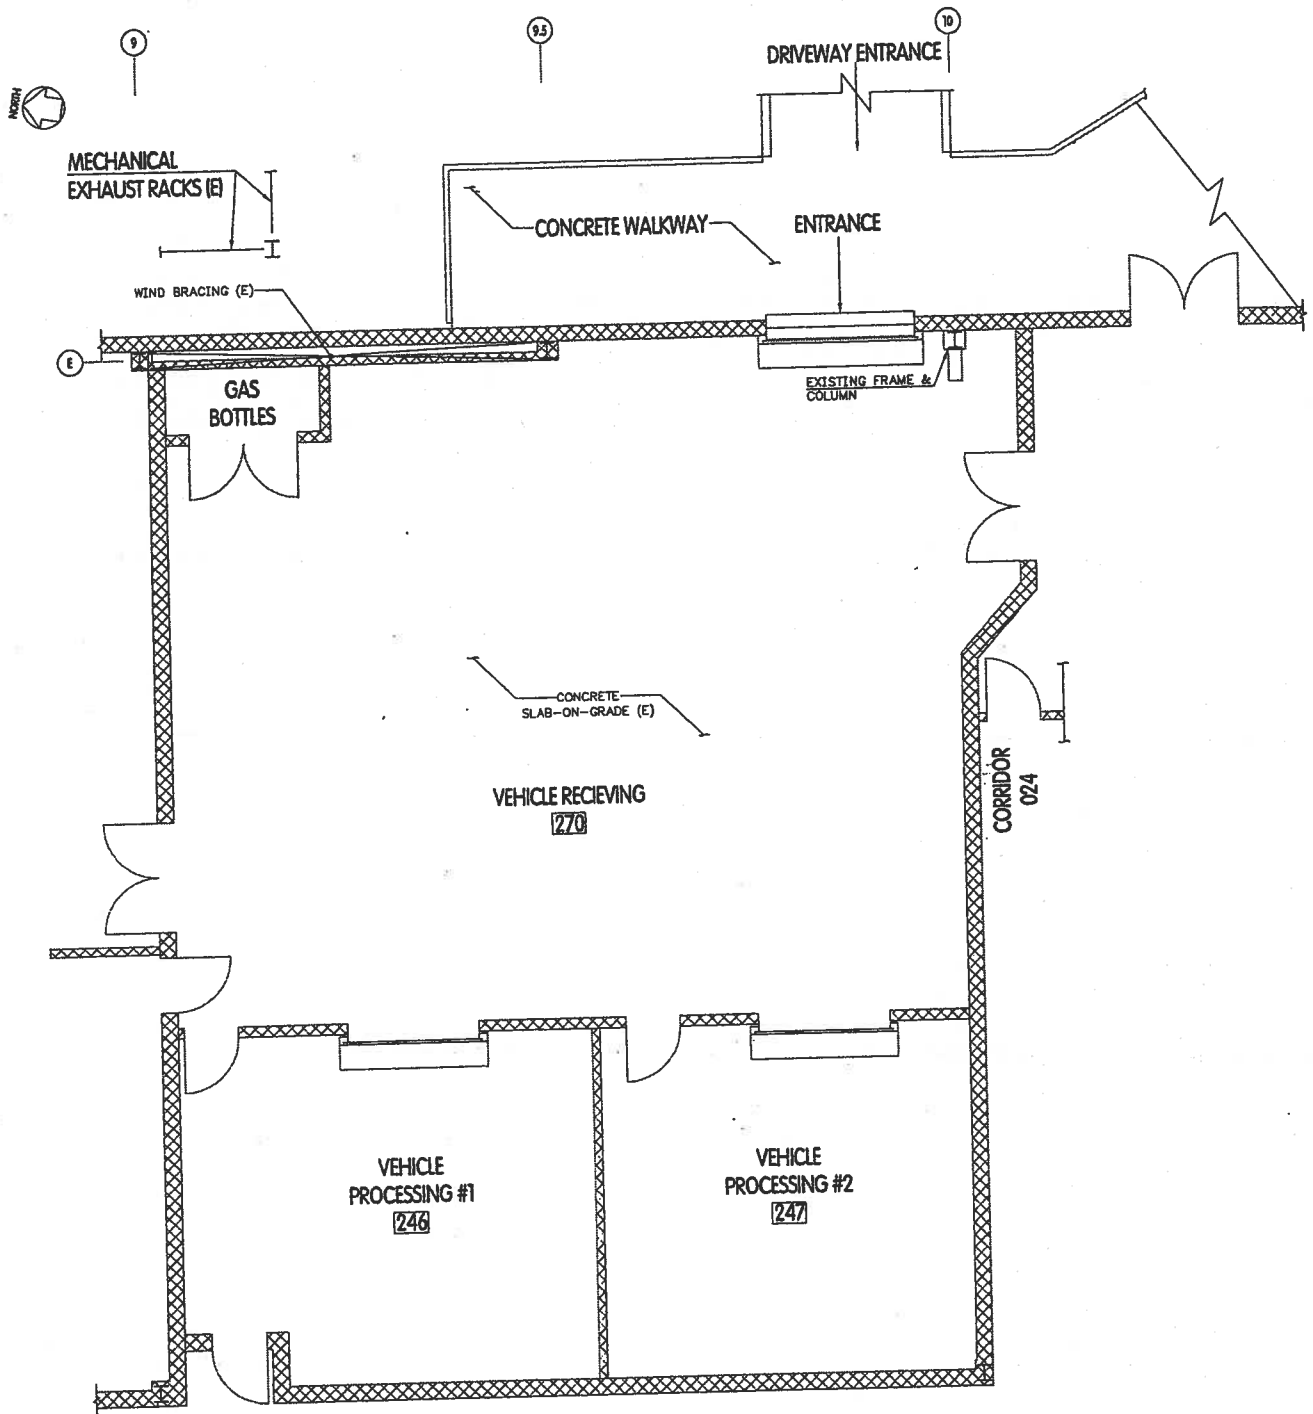 9
9.5
10
DRIVEWAY ENTRANCE
NORTH
MECHANICAL
EXHAUST RACKS (E)
CONCRETE WALKWAY
ENTRANCE
WIND BRACING (E)
E
GAS
BOTTLES
EXISTING FRAME &
COLUMN
CONCRETE
SLAB-ON-GRADE (E)
CORRIDOR
024
VEHICLE RECIEVING
270
VEHICLE
PROCESSING #1
246
VEHICLE
PROCESSING #2
247